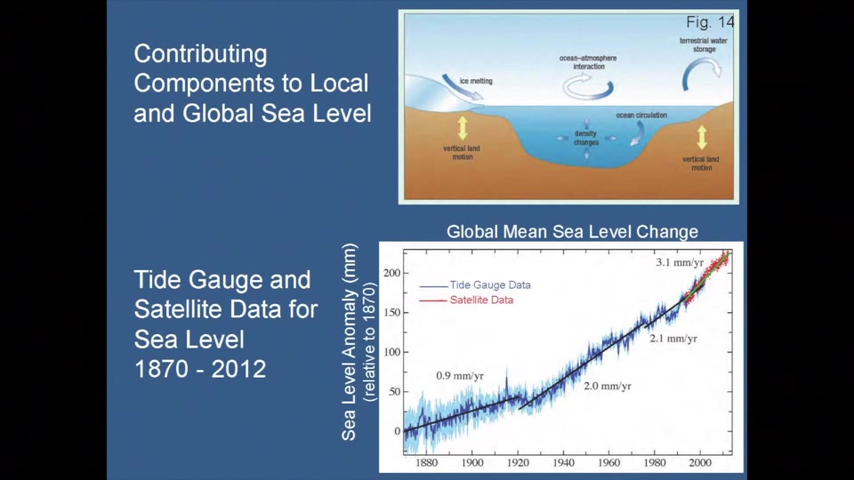 Contributing
Components to Local
and Global Sea Level
Fig. 14
terrestrial water
storage
ocean–atmosphere
interaction
ice melting
ocean circulation
density
changes
vertical land
motion
vertical land
motion
Tide Gauge and
Satellite Data for
Sea Level
1870 - 2012
Global Mean Sea Level Change
Sea Level Anomaly (mm)
(relative to 1870)
200
150
100
50
0
Tide Gauge Data
Satellite Data
3.1 mm/yr
2.1 mm/yr
0.9 mm/yr
2.0 mm/yr
1880 1900 1920 1940 1960 1980 2000